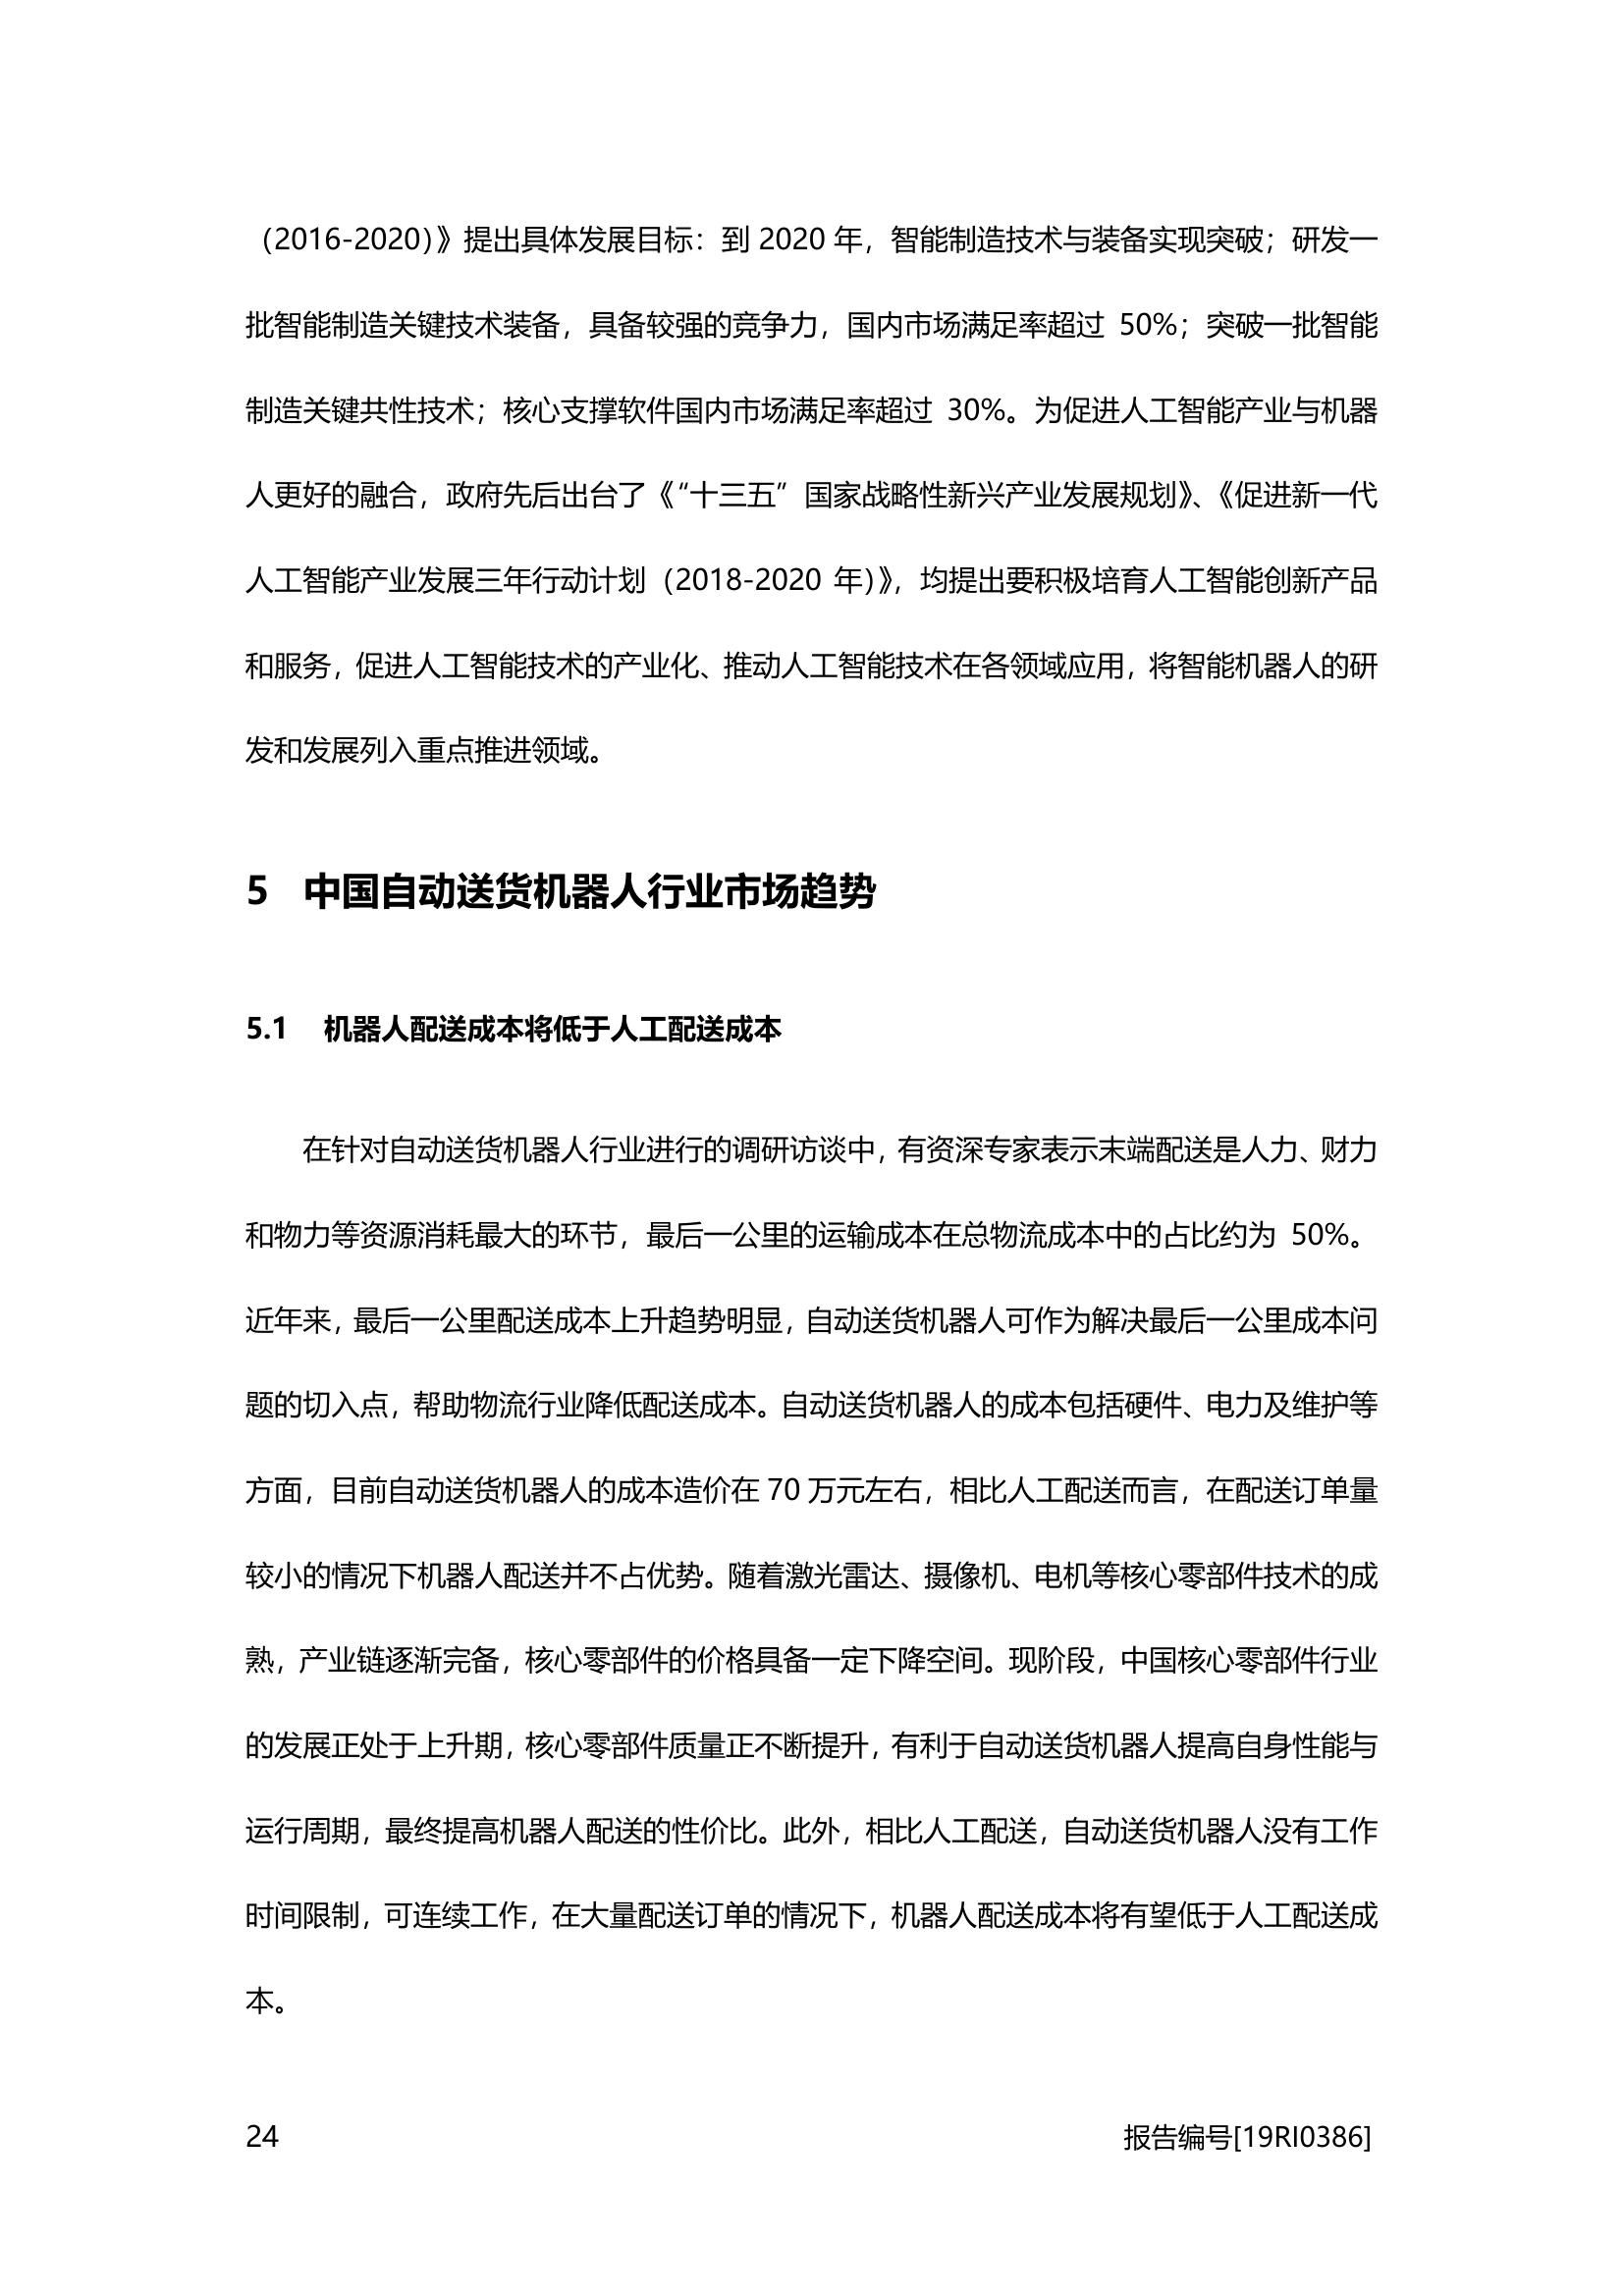 （2016-2020）》提出具体发展目标：到 2020 年，智能制造技术与装备实现突破；研发一
批智能制造关键技术装备，具备较强的竞争力，国内市场满足率超过 50%；突破一批智能
制造关键共性技术；核心支撑软件国内市场满足率超过 30%。为促进人工智能产业与机器
人更好的融合，政府先后出台了《“十三五”国家战略性新兴产业发展规划》、《促进新一代
人工智能产业发展三年行动计划（2018-2020 年）》，均提出要积极培育人工智能创新产品
和服务，促进人工智能技术的产业化、推动人工智能技术在各领域应用，将智能机器人的研
发和发展列入重点推进领域。
5 中国自动送货机器人行业市场趋势
5.1 机器人配送成本将低于人工配送成本
在针对自动送货机器人行业进行的调研访谈中，有资深专家表示末端配送是人力、财力
和物力等资源消耗最大的环节，最后一公里的运输成本在总物流成本中的占比约为 50%。
近年来，最后一公里配送成本上升趋势明显，自动送货机器人可作为解决最后一公里成本问
题的切入点，帮助物流行业降低配送成本。自动送货机器人的成本包括硬件、电力及维护等
方面，目前自动送货机器人的成本造价在 70 万元左右，相比人工配送而言，在配送订单量
较小的情况下机器人配送并不占优势。随着激光雷达、摄像机、电机等核心零部件技术的成
熟，产业链逐渐完备，核心零部件的价格具备一定下降空间。现阶段，中国核心零部件行业
的发展正处于上升期，核心零部件质量正不断提升，有利于自动送货机器人提高自身性能与
运行周期，最终提高机器人配送的性价比。此外，相比人工配送，自动送货机器人没有工作
时间限制，可连续工作，在大量配送订单的情况下，机器人配送成本将有望低于人工配送成
本。
24 报告编号[19RI0386]